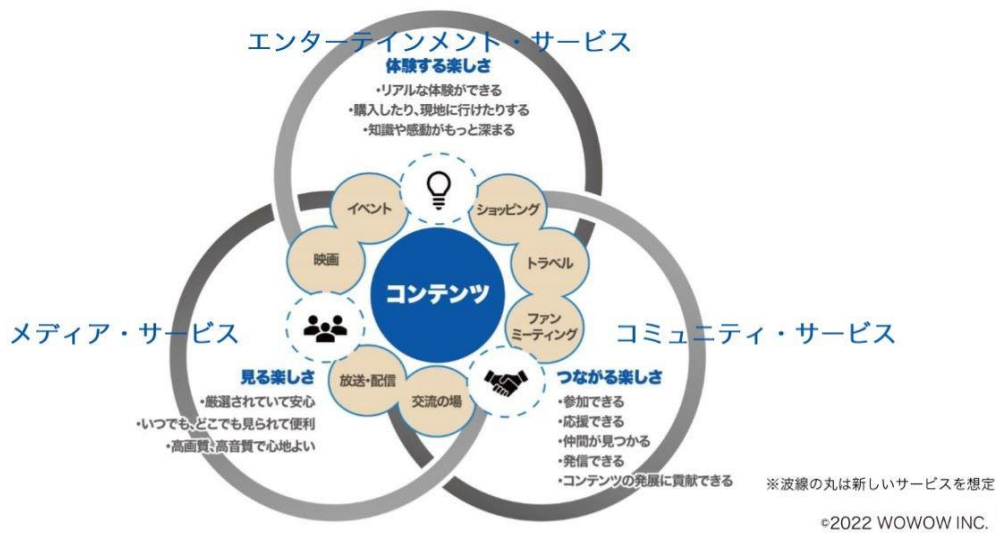 エンターテインメント・サービス
体験する楽しさ
・リアルな体験ができる
・購入したり、現地に行けたりする
・知識や感動がもっと深まる
イベント
ショッピング
映画
トラベル
コンテンツ
ファン
ミーティング
メディア・サービス
コミュニティ・サービス
見る楽しさ
・厳選されていて安心
・いつでも、どこでも見られて便利
・高画質、高音質で心地よい
放送・配信
交流の場
つながる楽しさ
・参加できる
・応援できる
・仲間が見つかる
・発信できる
・コンテンツの発展に貢献できる
※波線の丸は新しいサービスを想定
©2022 WOWOW INC.